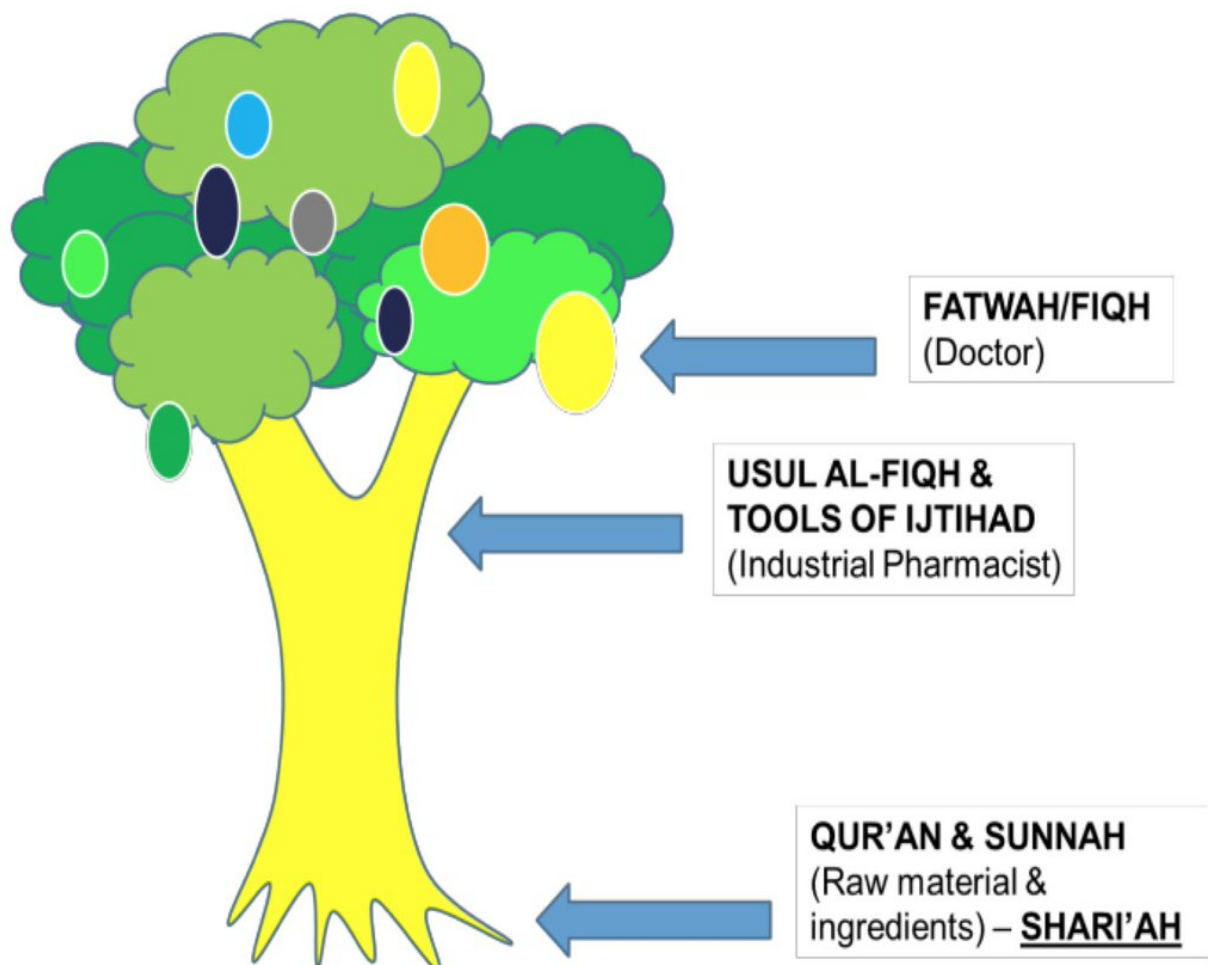 FATWAH/FIQH
(Doctor)
USUL AL-FIQH &
TOOLS OF IJTIHAD
(Industrial Pharmacist)
QUR’AN & SUNNAH
(Raw material &
ingredients) – SHARI’AH